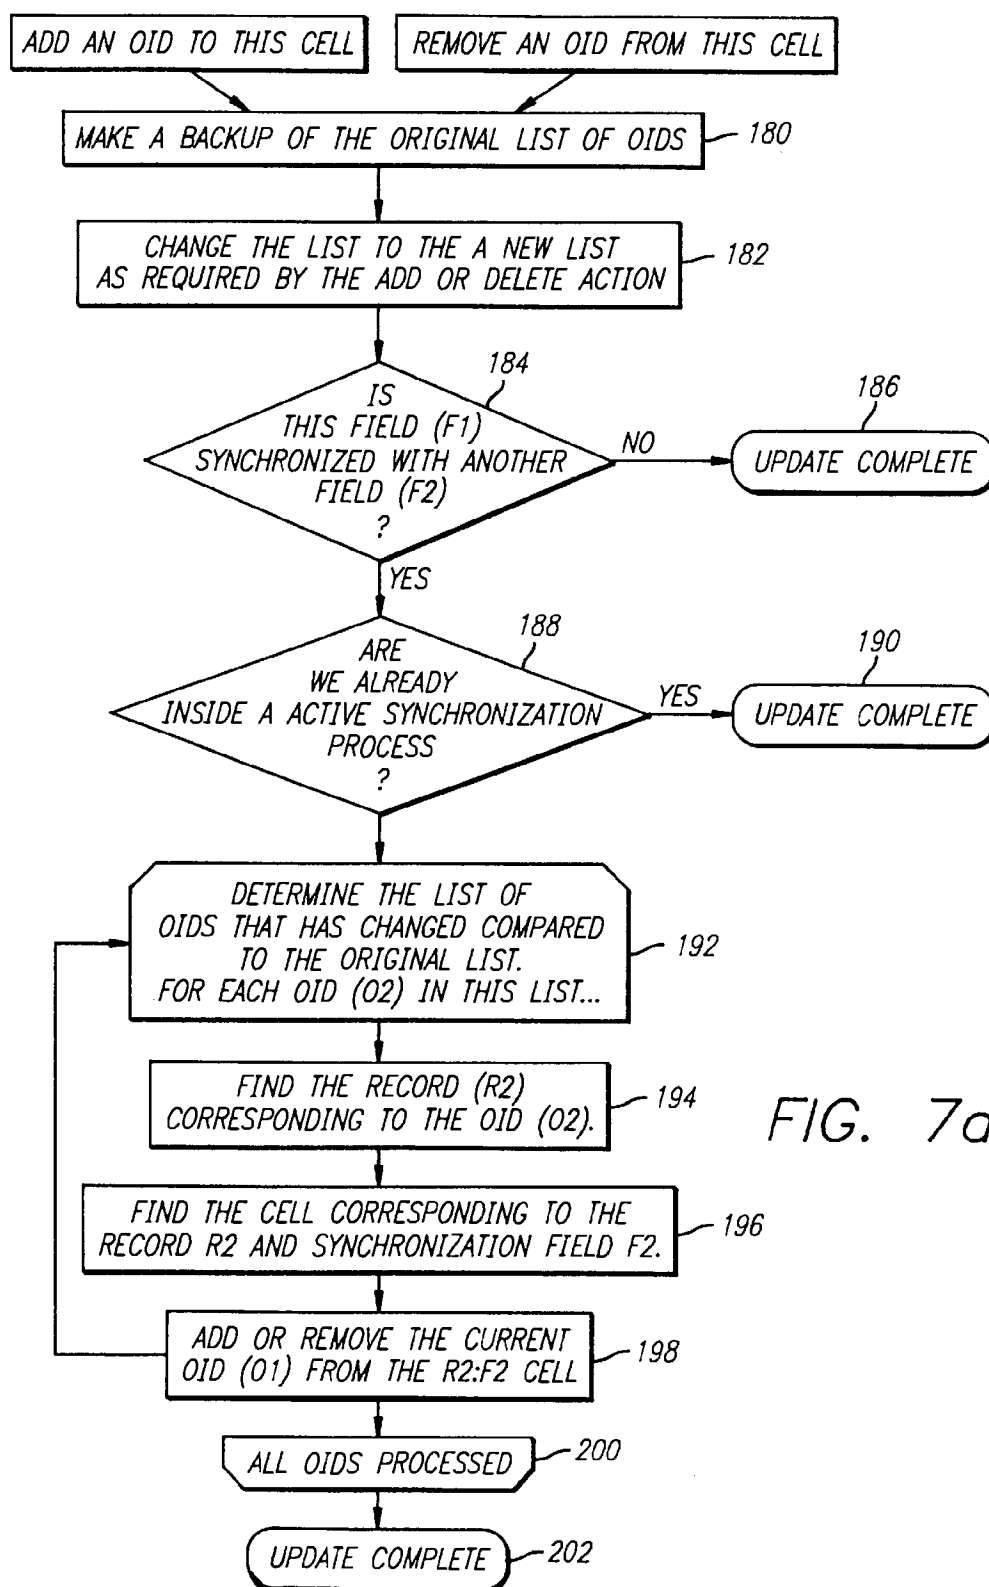 ADD AN OID TO THIS CELL
REMOVE AN OID FROM THIS CELL
MAKE A BACKUP OF THE ORIGINAL LIST OF OIDS
180
CHANGE THE LIST TO THE A NEW LIST
AS REQUIRED BY THE ADD OR DELETE ACTION
182
184
IS
THIS FIELD (F1)
SYNCHRONIZED WITH ANOTHER
FIELD (F2)
?
NO
186
UPDATE COMPLETE
YES
188
ARE
WE ALREADY
INSIDE A ACTIVE SYNCHRONIZATION
PROCESS
?
YES
190
UPDATE COMPLETE
DETERMINE THE LIST OF
OIDS THAT HAS CHANGED COMPARED
TO THE ORIGINAL LIST.
FOR EACH OID (O2) IN THIS LIST...
192
FIND THE RECORD (R2)
CORRESPONDING TO THE OID (O2).
194
FIG. 7a
FIND THE CELL CORRESPONDING TO THE
RECORD R2 AND SYNCHRONIZATION FIELD F2.
196
ADD OR REMOVE THE CURRENT
OID (O1) FROM THE R2:F2 CELL
198
ALL OIDS PROCESSED
200
UPDATE COMPLETE
202